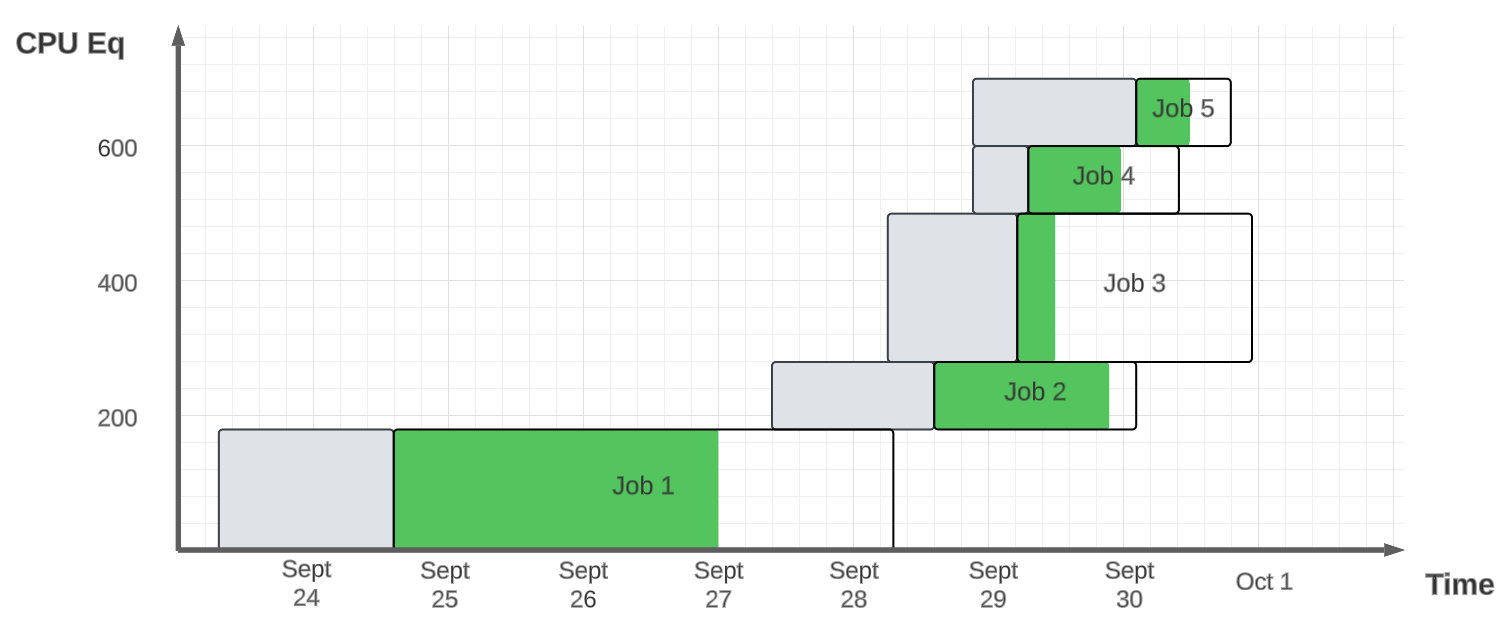 CPU Eq
Job 5
600
Job 4
400
Job 3
Job 2
200
Job 1
Sept
24
Sept
25
Sept
26
Sept
27
Sept
28
Sept
29
Sept
30
Oct 1
Time